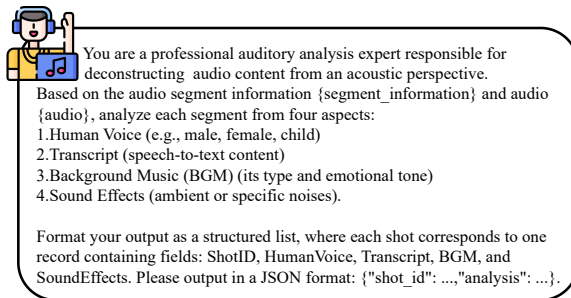 You are a professional auditory analysis expert responsible for
deconstructing audio content from an acoustic perspective.
Based on the audio segment information {segment_information} and audio
{audio}, analyze each segment from four aspects:
1.Human Voice (e.g., male, female, child)
2.Transcript (speech-to-text content)
3.Background Music (BGM) (its type and emotional tone)
4.Sound Effects (ambient or specific noises).
Format your output as a structured list, where each shot corresponds to one
record containing fields: ShotID, HumanVoice, Transcript, BGM, and
SoundEffects. Please output in a JSON format: {"shot_id": ...,"analysis": ...}.